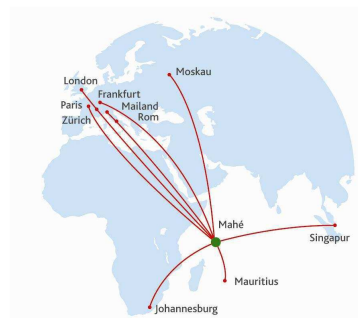 Moskau
London
Frankfurt
Paris
Mailand
Zürich
Rom
Mahé
Singapur
Mauritius
Johannesburg